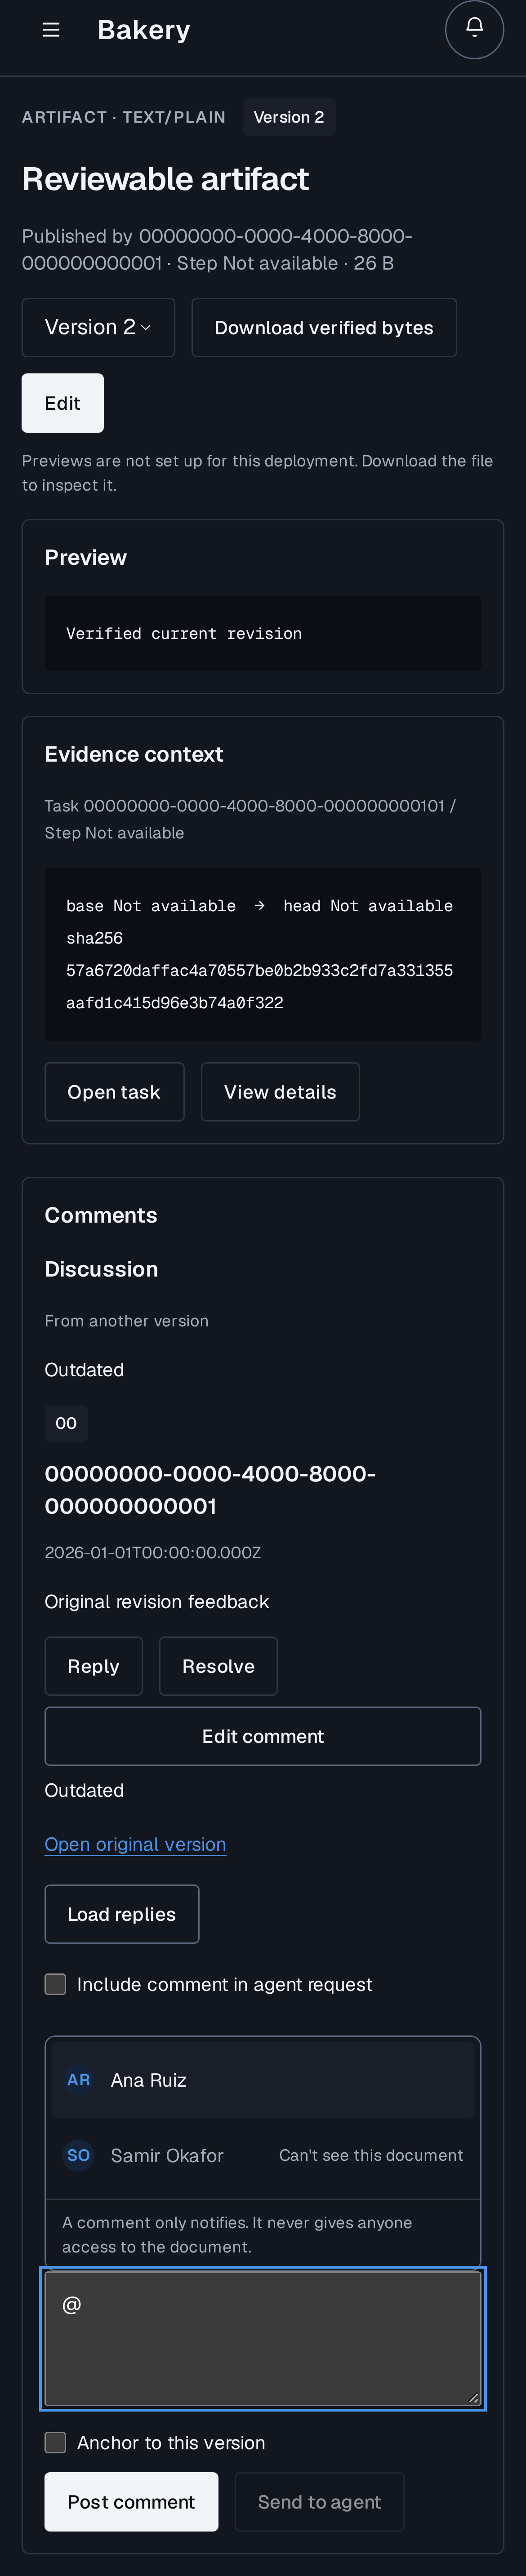 Bakery
ARTIFACT · TEXT/PLAIN Version 2
Reviewable artifact
Published by 00000000-0000-4000-8000-
000000000001 · Step Not available · 26 B
Version 2 Download verified bytes
Edit
Previews are not set up for this deployment. Download the file
to inspect it.
Preview
Verified current revision
Evidence context
Task 00000000-0000-4000-8000-000000000101 /
Step Not available
base Not available → head Not available
sha256
57a6720daffac4a70557be0b2b933c2fd7a331355
aafd1c415d96e3b74a0f322
Open task View details
Comments
Discussion
From another version
Outdated
00
00000000-0000-4000-8000-
000000000001
2026-01-01T00:00:00.000Z
Original revision feedback
Reply Resolve
Edit comment
Outdated
Open original version
Load replies
Include comment in agent request
AR Ana Ruiz
SO Samir Okafor Can't see this document
A comment only notifies. It never gives anyone
access to the document.
@
Anchor to this version
Post comment Send to agent